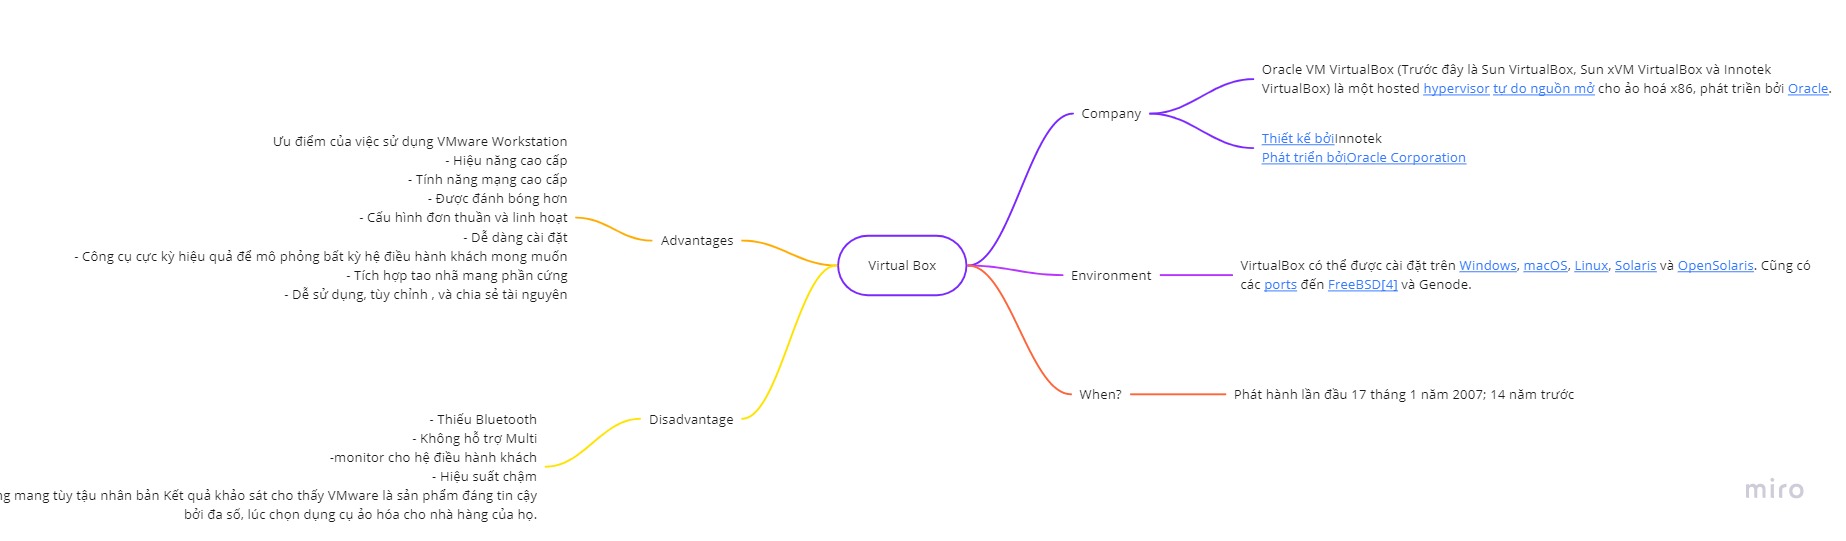 Virtual Box
Company
Oracle VM VirtualBox (Trước đây là Sun VirtualBox, Sun xVM VirtualBox và Innotek
VirtualBox) là một hosted hypervisor tự do nguồn mở cho ảo hoá x86, phát triền bởi Oracle.
Thiết kế bởiInnotek
Phát triển bởiOracle Corporation
Environment
VirtualBox có thể được cài đặt trên Windows, macOS, Linux, Solaris và OpenSolaris. Cũng có
các ports đến FreeBSD[4] và Genode.
When?
Phát hành lần đầu 17 tháng 1 năm 2007; 14 năm trước
Advantages
Ưu điểm của việc sử dụng VMware Workstation
- Hiệu năng cao cấp
- Tính năng mạng cao cấp
- Được đánh bóng hơn
- Cấu hình đơn thuần và linh hoạt
- Dễ dàng cài đặt
- Công cụ cực kỳ hiệu quả để mô phỏng bất kỳ hệ điều hành khách mong muốn
- Tích hợp tao nhã mang phần cứng
- Dễ sử dụng, tùy chỉnh , và chia sẻ tài nguyên
Disadvantage
- Thiếu Bluetooth
- Không hỗ trợ Multi
-monitor cho hệ điều hành khách
- Hiệu suất chậm
mang tùy tậu nhân bản Kết quả khảo sát cho thấy VMware là sản phẩm đáng tin cậy
bởi đa số, lúc chọn dụng cụ ảo hóa cho nhà hàng của họ.
miro